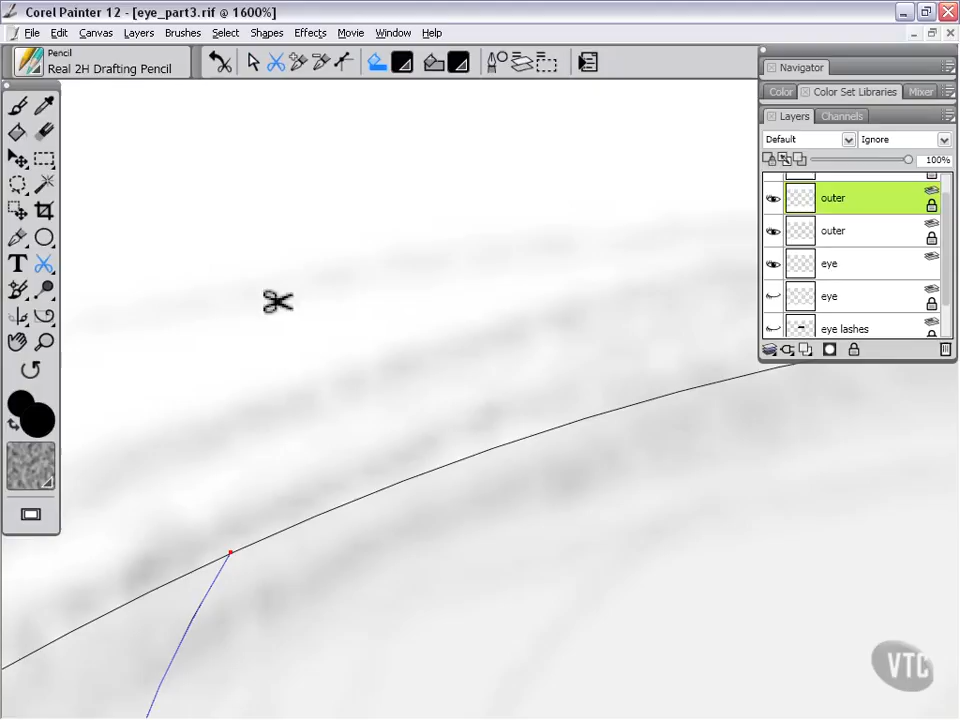 Corel Painter 12 - [eye_part3.rif @ 1600%]
File Edit Canvas Layers Brushes Select Shapes Effects Movie Window Help
Pencil
Real 2H Drafting Pencil
Navigator
Color Color Set Libraries Mixer
Layers Channels
Default Ignore
100%
outer
outer
eye
eye
eye lashes
T
VTC